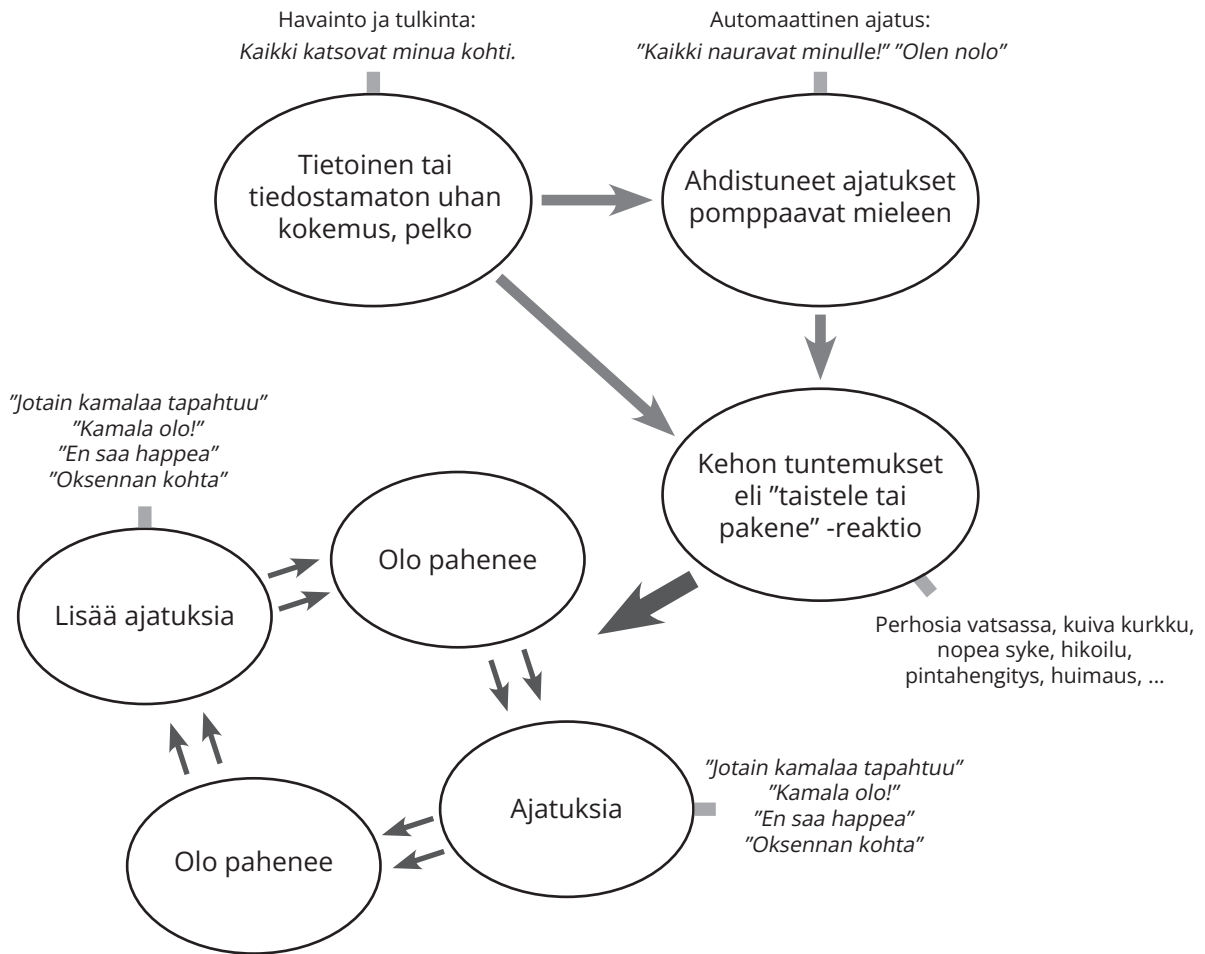 Havainto ja tulkinta:
Kaikki katsovat minua kohti.
Automaattinen ajatus:
”Kaikki nauravat minulle!” ”Olen nolo”
Tietoinen tai
tiedostamaton uhan
kokemus, pelko
Ahdistuneet ajatukset
pomppaavat mieleen
Kehon tuntemukset
eli ”taistele tai
pakene” -reaktio
Perhosia vatsassa, kuiva kurkku,
nopea syke, hikoilu,
pintahengitys, huimaus, ...
”Jotain kamalaa tapahtuu”
”Kamala olo!”
”En saa happea”
”Oksennan kohta”
Lisää ajatuksia
Olo pahenee
Ajatuksia
”Jotain kamalaa tapahtuu”
”Kamala olo!”
”En saa happea”
”Oksennan kohta”
Olo pahenee